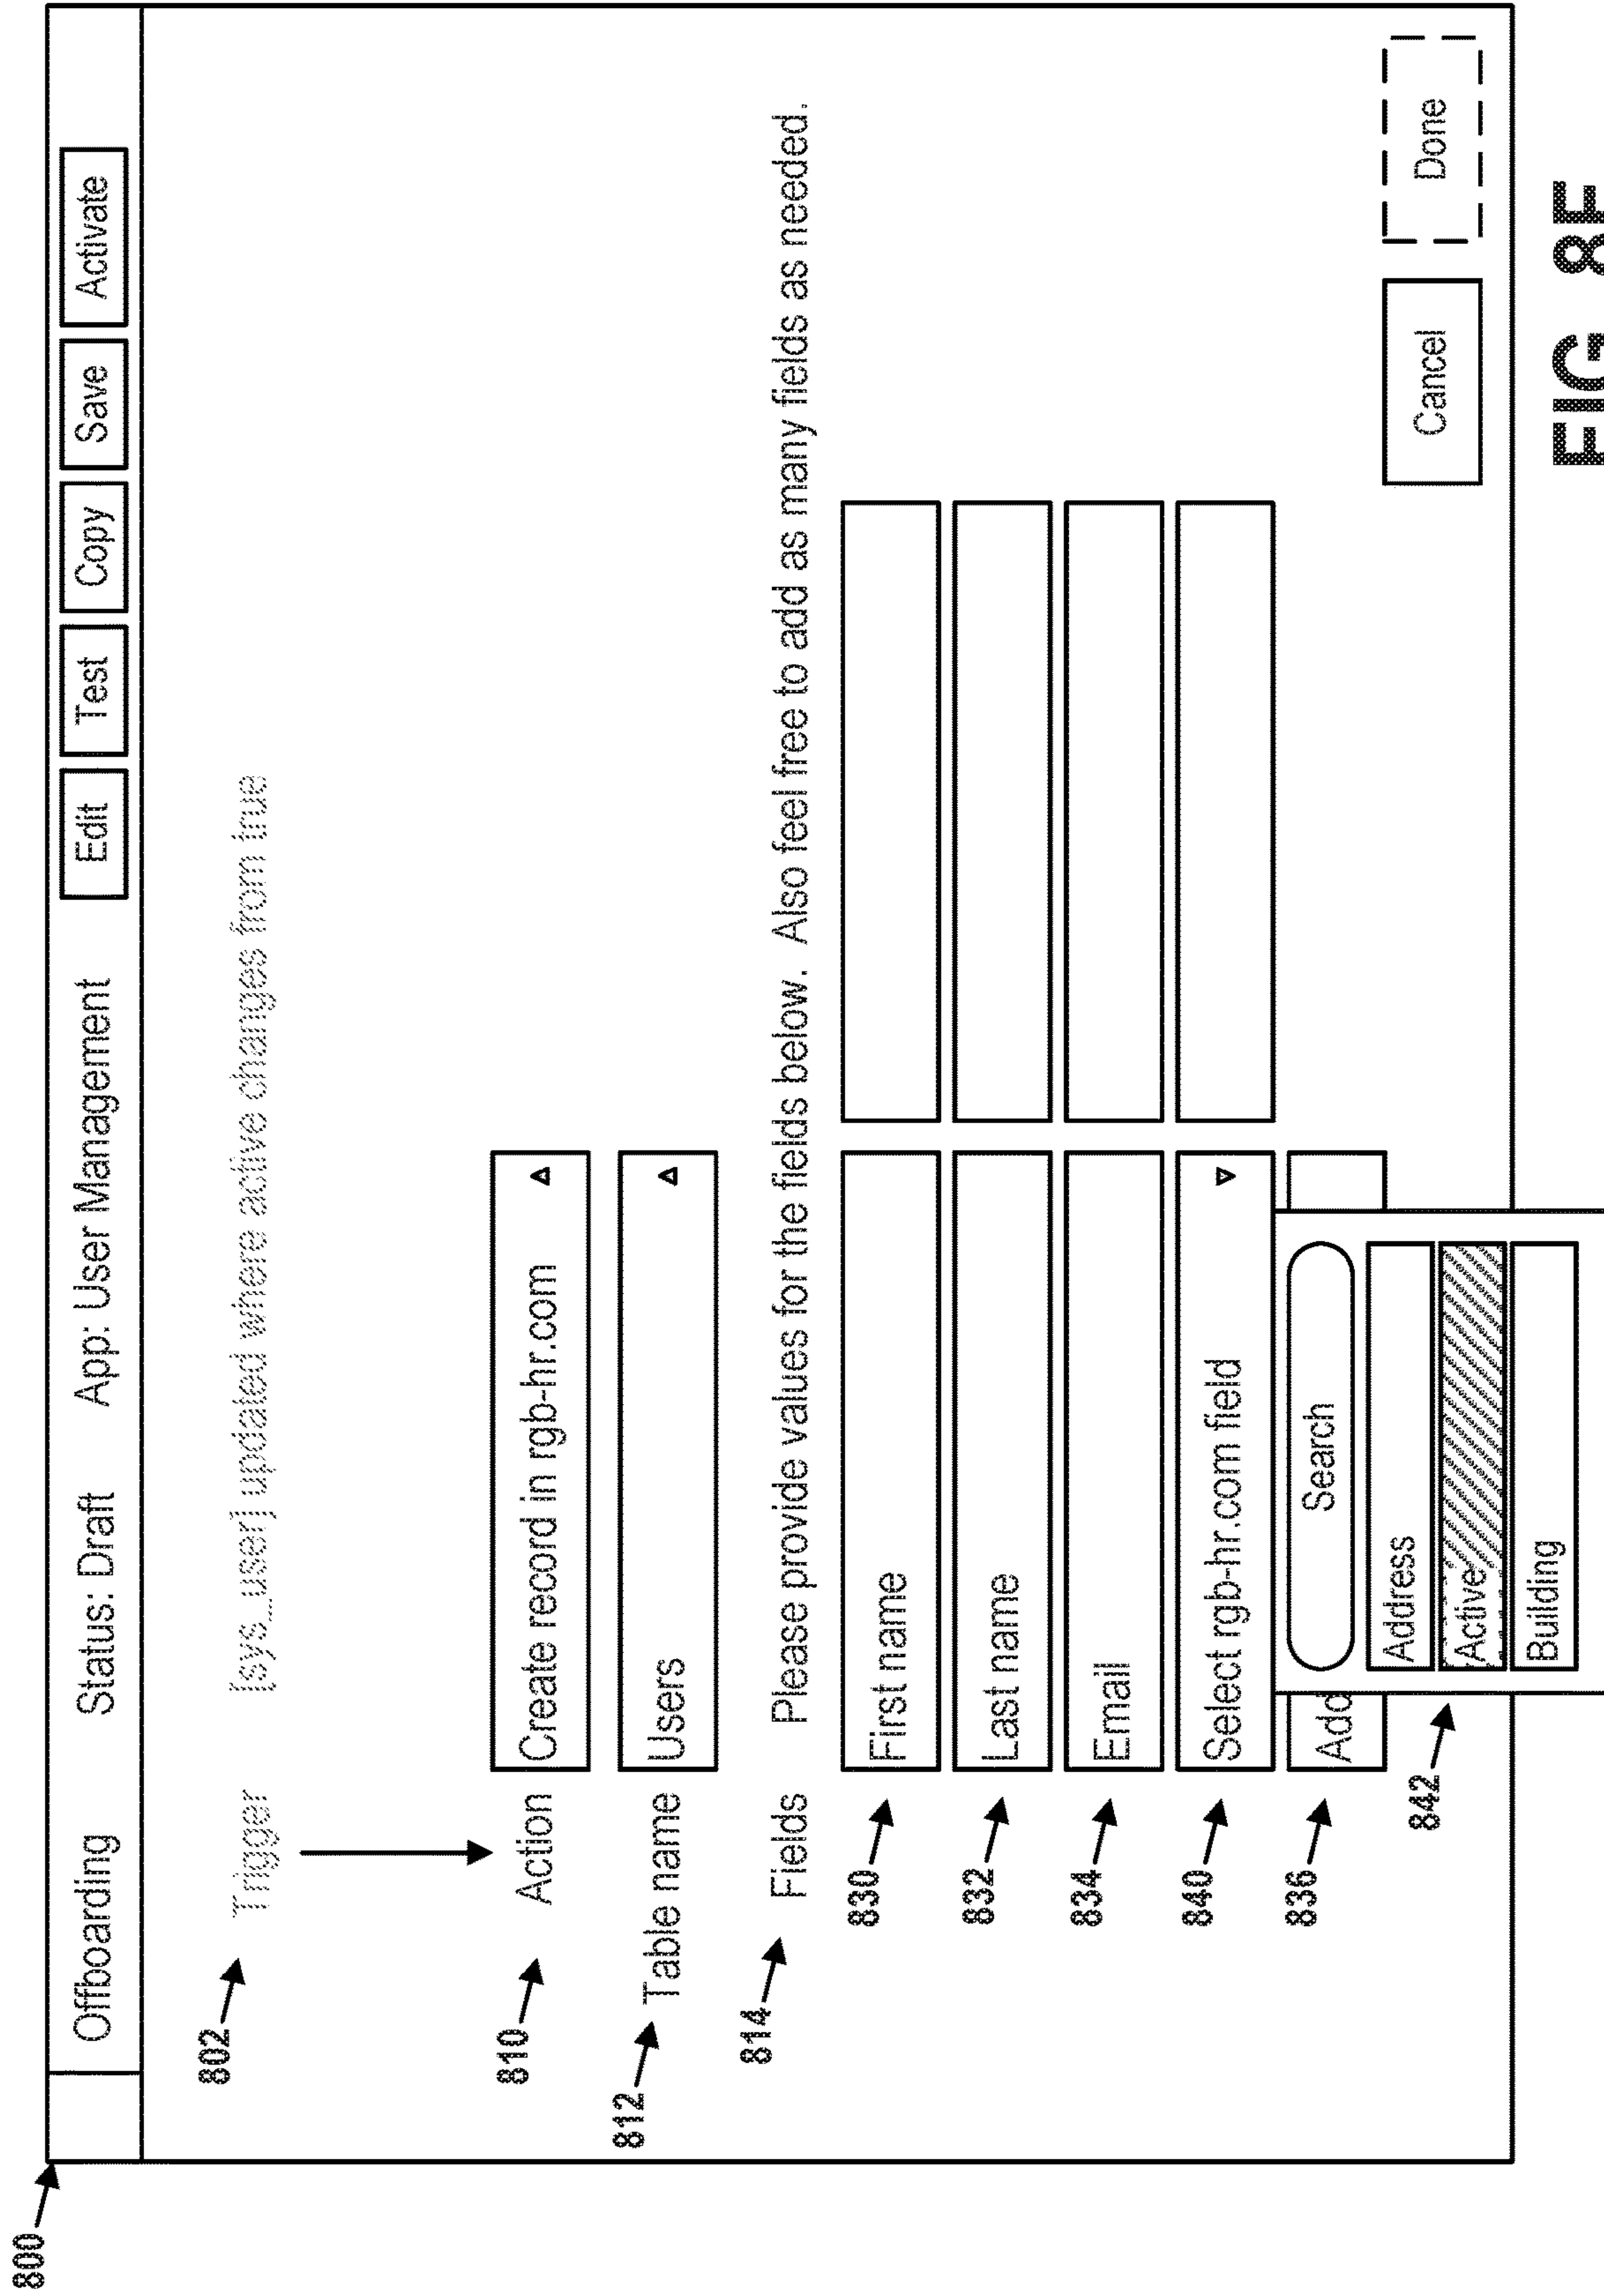 800
Offboarding Status: Draft App: User Management Edit Test Copy Save Activate
802 Trigger [sys_user] updated where active changes from true
810 Action Create record in rgb-hr.com
812 Table name Users
814 Fields Please provide values for the fields below. Also feel free to add as many fields as needed.
830 First name
832 Last name
834 Email
840 Select rgb-hr.com field
836 Add
Search
Address
842 Active
Building
Cancel Done
FIG 8